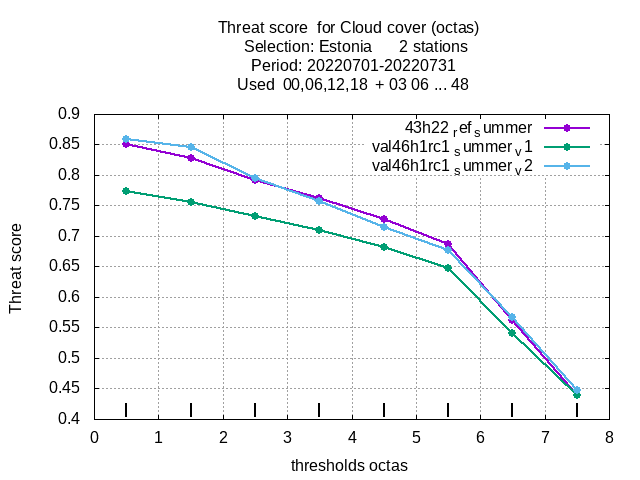 Threat score  for Cloud cover (octas)
Selection: Estonia      2 stations
Period: 20220701-20220731
Used  00,06,12,18  + 03 06 ... 48
0.9
0.85
0.8
0.75
0.7
0.65
0.6
0.55
0.5
0.45
0.4
Threat score
43h22 ref summer
val46h1rc1 summer v1
val46h1rc1 summer v2
0 1 2 3 4 5 6 7 8
thresholds octas